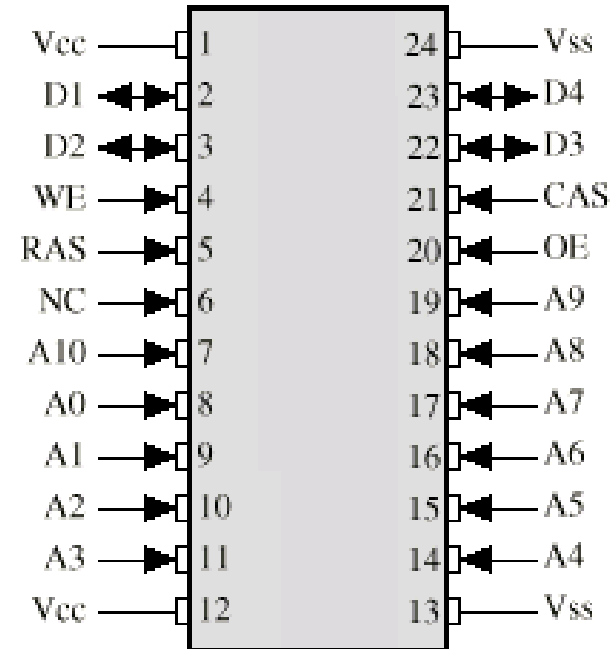 Vcc 1 24 Vss
D1 2 23 D4
D2 3 22 D3
WE 4 21 CAS
RAS 5 20 OE
NC 6 19 A9
A10 7 18 A8
A0 8 17 A7
A1 9 16 A6
A2 10 15 A5
A3 11 14 A4
Vcc 12 13 Vss